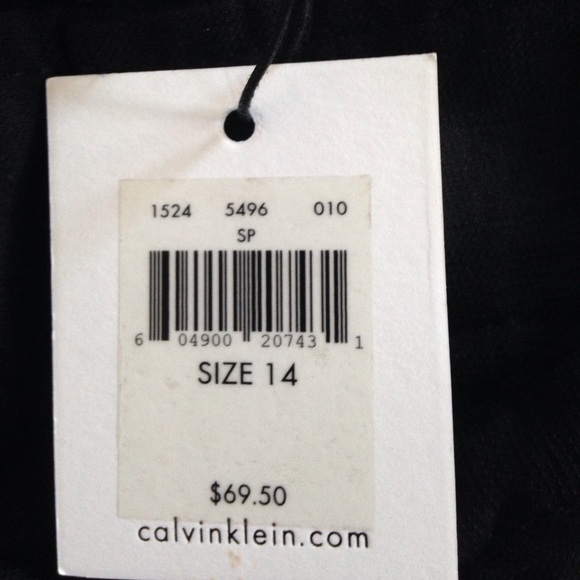 1524 5496 010
SP
6 04900 20743 1
SIZE 14
$69.50
calvinklein.com